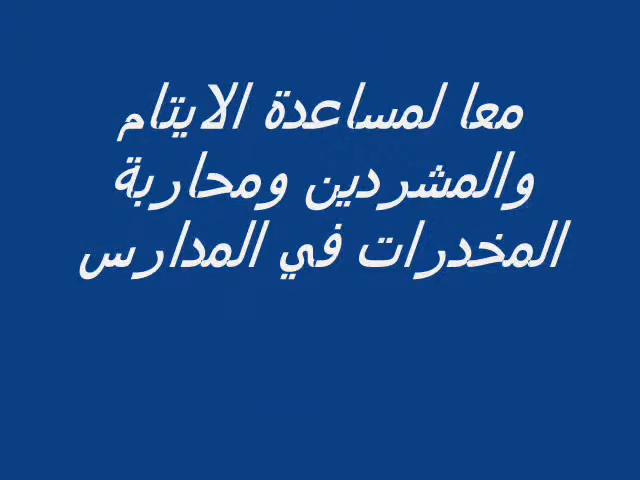 معا لمساعدة الايتام
والمشردين ومحاربة
المخدرات في المدارس